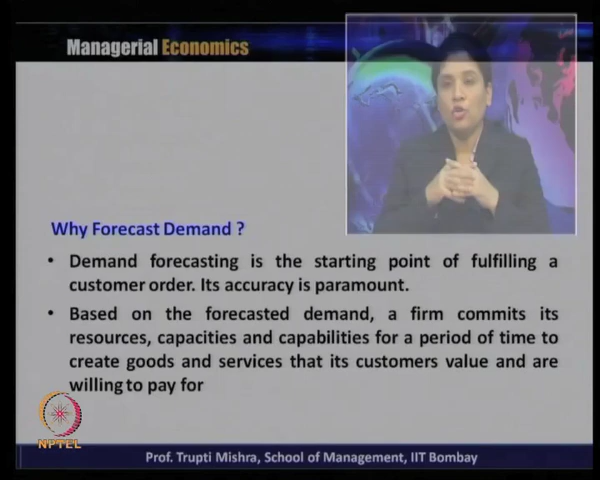 Managerial Economics
Why Forecast Demand ?
• Demand forecasting is the starting point of fulfilling a
customer order. Its accuracy is paramount.
• Based on the forecasted demand, a firm commits its
resources, capacities and capabilities for a period of time to
create goods and services that its customers value and are
willing to pay for
NPTEL
Prof. Trupti Mishra, School of Management, IIT Bombay